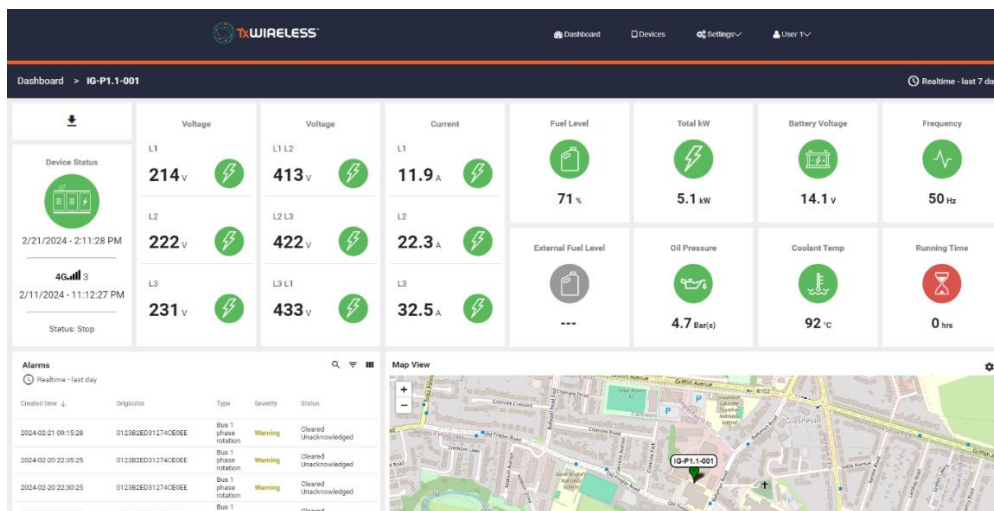 TxWIRELESS
Dashboard
Devices
Settings
User 1
Dashboard > IG-P1.1-001
Realtime - last 7 da
Device Status
2/21/2024 - 2:11:28 PM
4G 3
2/11/2024 - 11:12:27 PM
Status: Stop
Voltage
L1
214 V
L2
222 V
L3
231 V
Voltage
L1 L2
413 V
L2 L3
422 V
L3 L1
433 V
Current
L1
11.9 A
L2
22.3 A
L3
32.5 A
Fuel Level
71 %
Total kW
5.1 kW
Battery Voltage
14.1 V
Frequency
50 Hz
External Fuel Level
---
Oil Pressure
4.7 Bar(s)
Coolant Temp
92 °C
Running Time
0 hrs
Alarms
Realtime - last day
Created time ↓ Originator Type Severity Status
2024-02-21 09:15:28 0123B2ED31274CE0EE Bus 1 phase rotation Warning Cleared Unacknowledged
2024-02-20 22:35:25 0123B2ED31274CE0EE Bus 1 phase rotation Warning Cleared Unacknowledged
2024-02-20 22:30:25 0123B2ED31274CE0EE Bus 1 phase rotation Warning Cleared Unacknowledged
Bus 1
Map View
+
−
Griffith Avenue
B102
P
P
Glasnevin
IG-P1.1-001